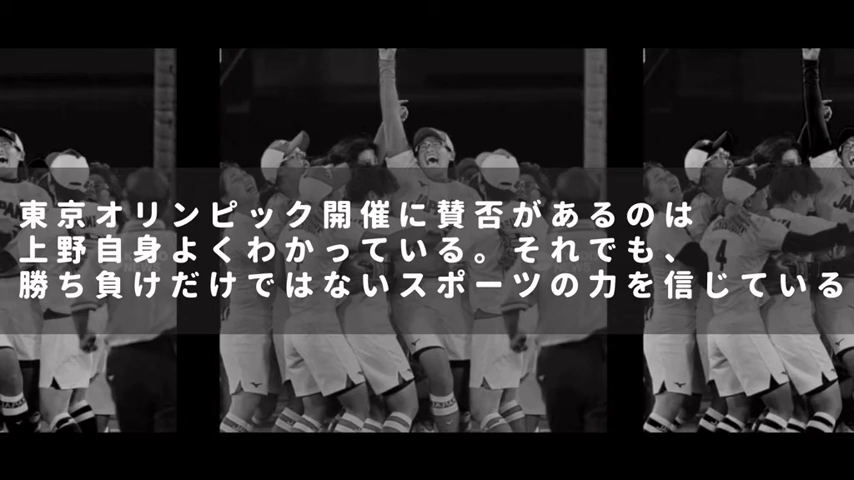 東京オリンピック開催に賛否があるのは
上野自身よくわかっている。それでも、
勝ち負けだけではないスポーツの力を信じている
4